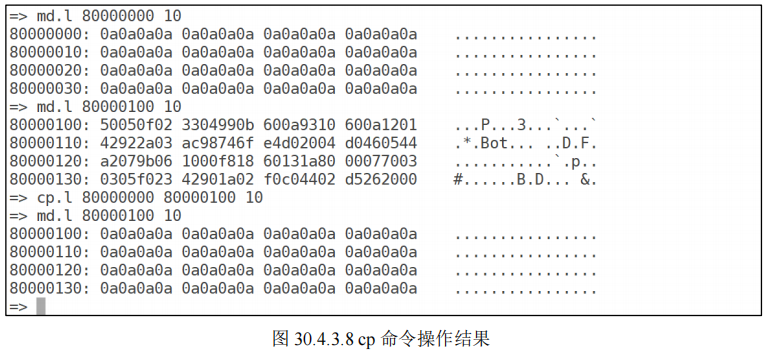 => md.l 80000000 10
80000000: 0a0a0a0a 0a0a0a0a 0a0a0a0a 0a0a0a0a    ................
80000010: 0a0a0a0a 0a0a0a0a 0a0a0a0a 0a0a0a0a    ................
80000020: 0a0a0a0a 0a0a0a0a 0a0a0a0a 0a0a0a0a    ................
80000030: 0a0a0a0a 0a0a0a0a 0a0a0a0a 0a0a0a0a    ................
=> md.l 80000100 10
80000100: 50050f02 3304990b 600a9310 600a1201    ...P...3...`...`
80000110: 42922a03 ac98746f e4d02004 d0460544    .*.Bot... ..D.F.
80000120: a2079b06 1000f818 60131a80 00077003    ...........`.p..
80000130: 0305f023 42901a02 f0c04402 d5262000    #......B.D... &.
=> cp.l 80000000 80000100 10
=> md.l 80000100 10
80000100: 0a0a0a0a 0a0a0a0a 0a0a0a0a 0a0a0a0a    ................
80000110: 0a0a0a0a 0a0a0a0a 0a0a0a0a 0a0a0a0a    ................
80000120: 0a0a0a0a 0a0a0a0a 0a0a0a0a 0a0a0a0a    ................
80000130: 0a0a0a0a 0a0a0a0a 0a0a0a0a 0a0a0a0a    ................
=>
图 30.4.3.8 cp 命令操作结果